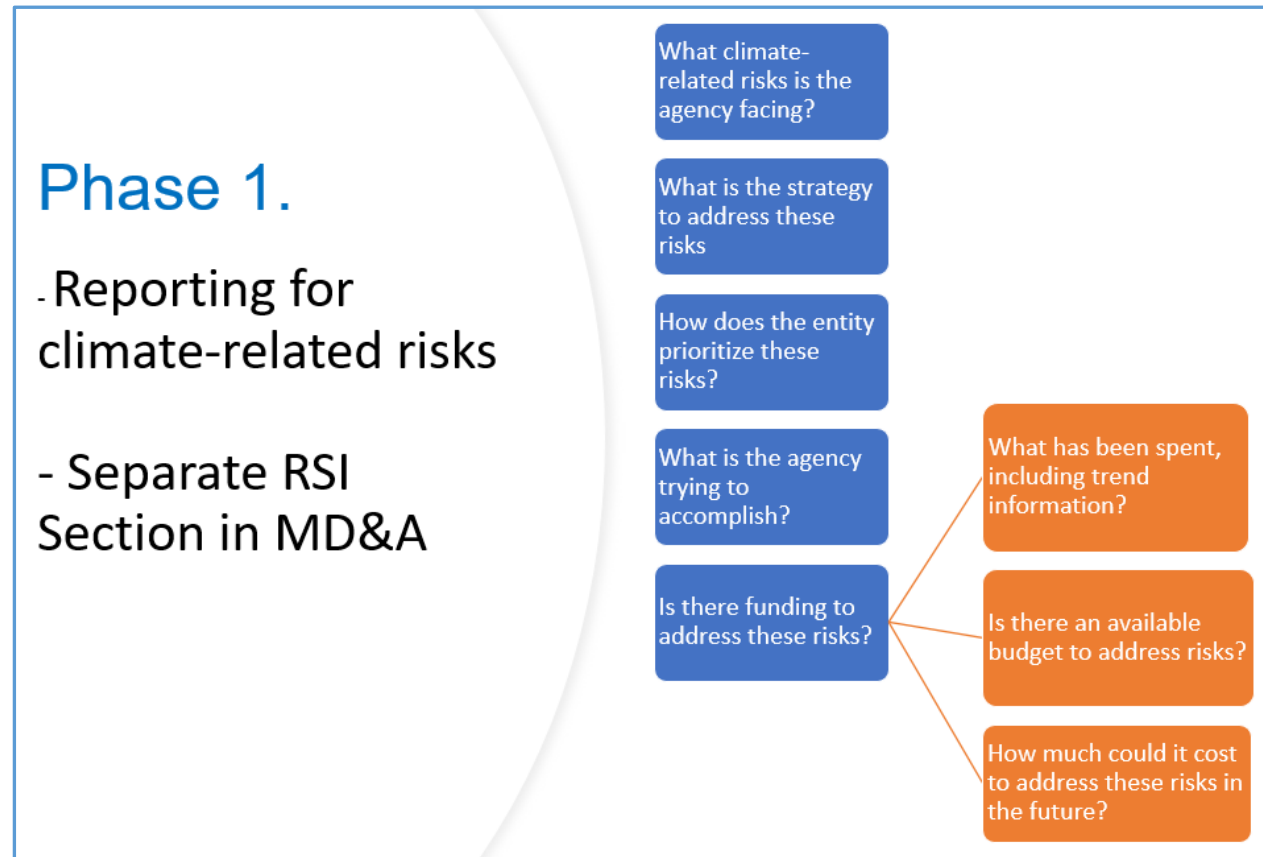 Phase 1.
- Reporting for
climate-related risks
- Separate RSI
Section in MD&A
What climate-
related risks is the
agency facing?
What is the strategy
to address these
risks
How does the entity
prioritize these
risks?
What is the agency
trying to
accomplish?
Is there funding to
address these risks?
What has been spent,
including trend
information?
Is there an available
budget to address risks?
How much could it cost
to address these risks in
the future?